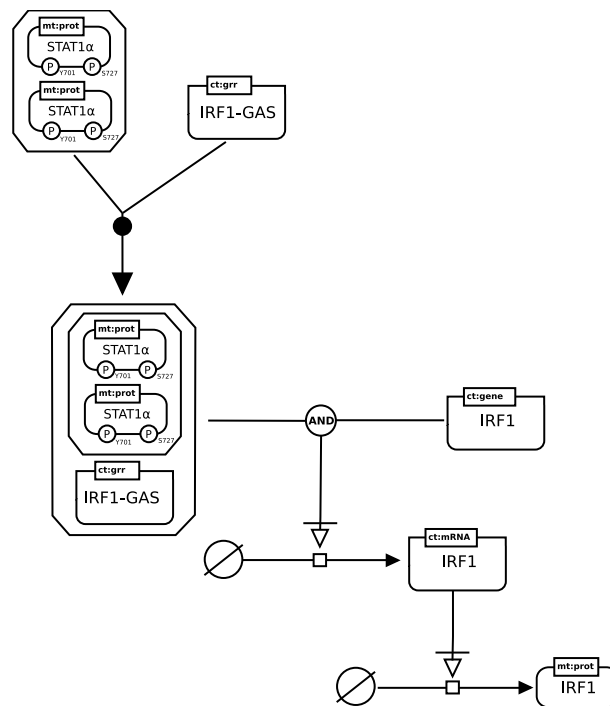 mt:prot
STAT1α
P
Y701
P
S727
mt:prot
STAT1α
P
Y701
P
S727
ct:grr
IRF1-GAS
mt:prot
STAT1α
P
Y701
P
S727
mt:prot
STAT1α
P
Y701
P
S727
ct:grr
IRF1-GAS
AND
ct:gene
IRF1
ct:mRNA
IRF1
mt:prot
IRF1